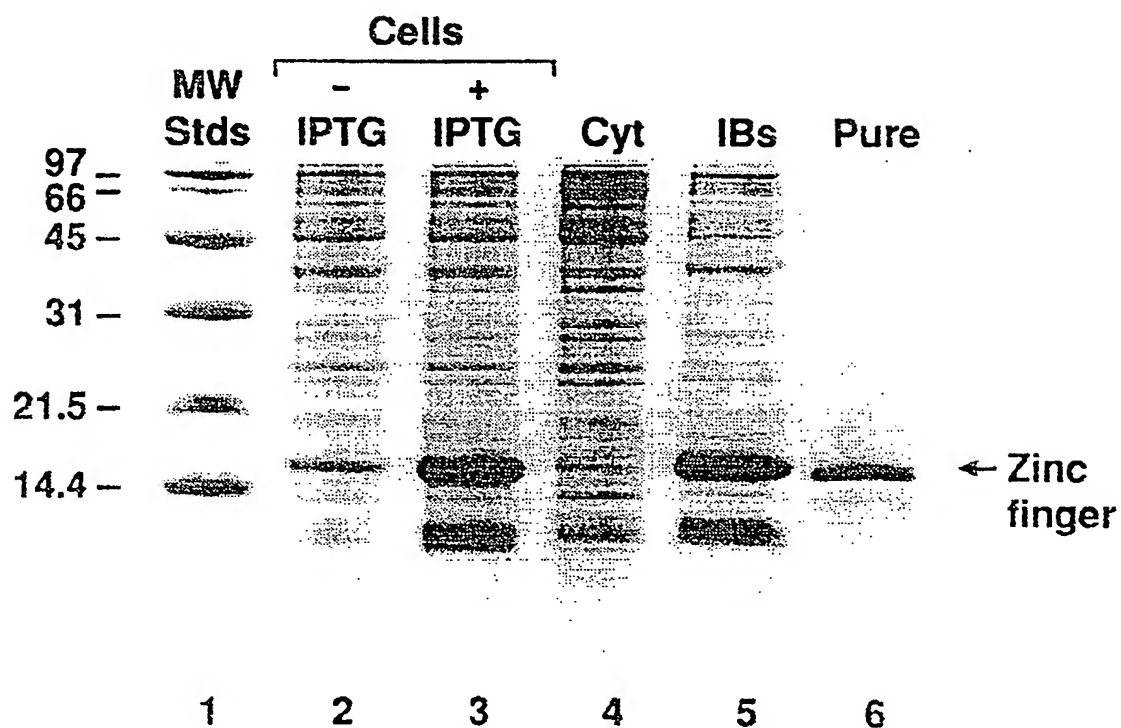 Cells
MW - +
Stds IPTG IPTG Cyt IBs Pure
97 –
66 –
45 –
31 –
21.5 –
14.4 –
← Zinc
finger
1 2 3 4 5 6